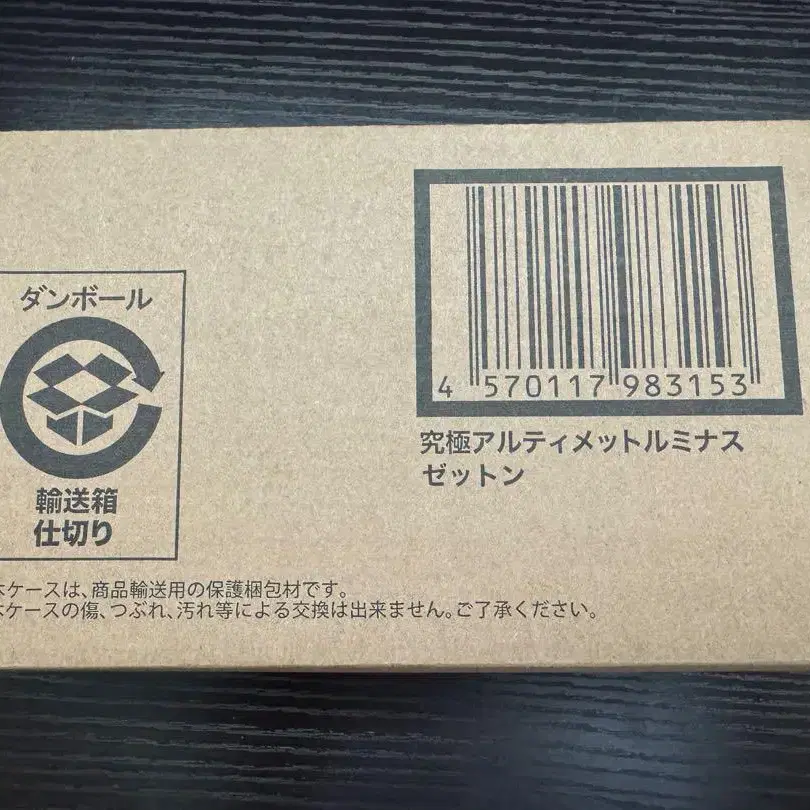 ダンボール
輸送箱
仕切り
4 570117 983153
究極アルティメットルミナス
ゼットン
ケースは、商品輸送用の保護梱包材です。
ケースの傷、つぶれ、汚れ等による交換は出来ません。ご了承ください。